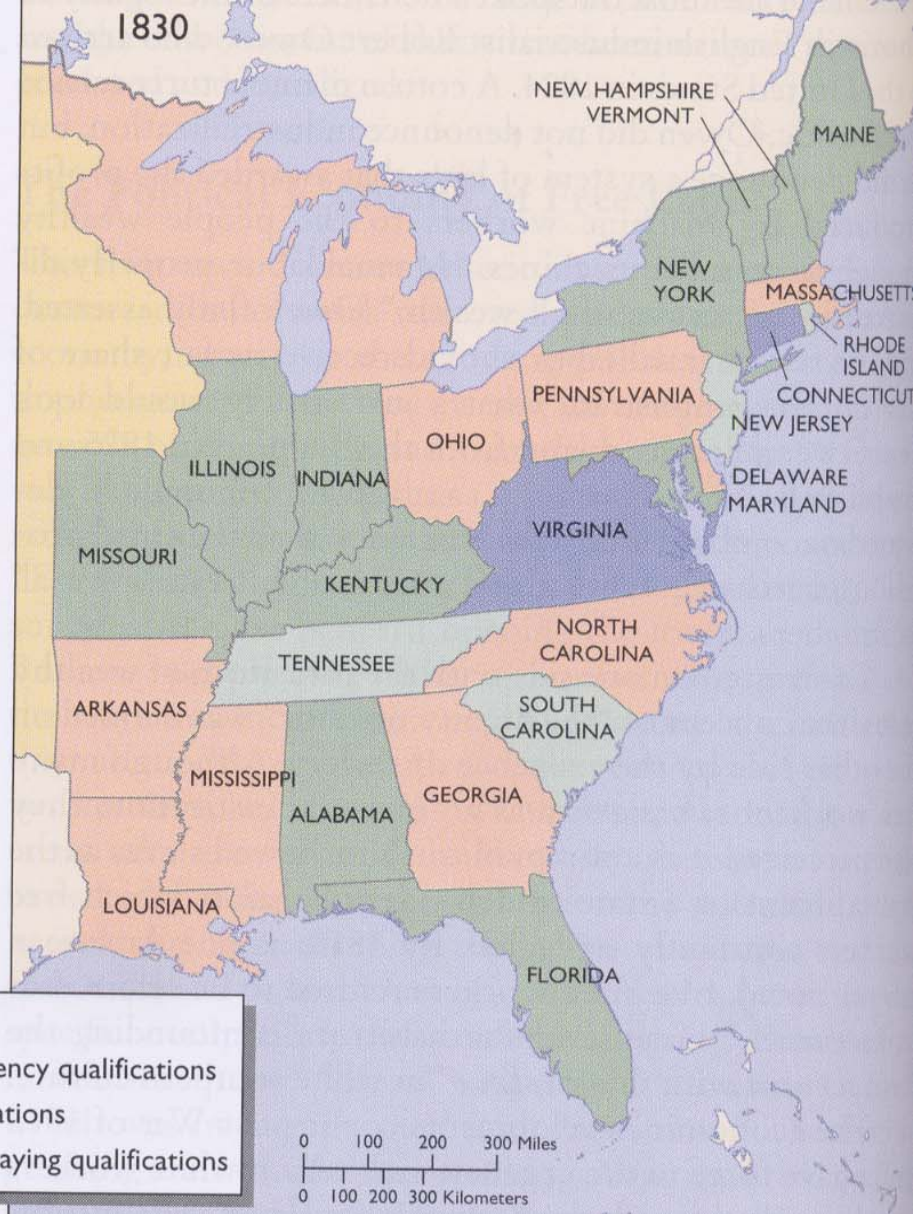 1830
NEW HAMPSHIRE
VERMONT
MAINE
NEW
YORK
MASSACHUSETTS
RHODE
ISLAND
CONNECTICUT
PENNSYLVANIA
NEW JERSEY
OHIO
ILLINOIS
INDIANA
DELAWARE
MARYLAND
VIRGINIA
MISSOURI
KENTUCKY
NORTH
CAROLINA
TENNESSEE
ARKANSAS
SOUTH
CAROLINA
MISSISSIPPI
GEORGIA
ALABAMA
LOUISIANA
FLORIDA
ency qualifications
ations
aying qualifications
0 100 200 300 Miles
0 100 200 300 Kilometers